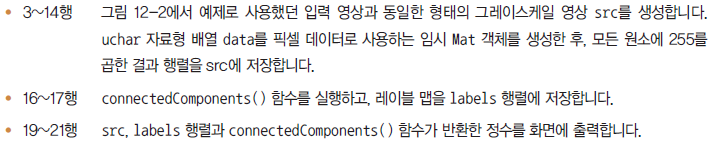 • 3~14행 그림 12-2에서 예제로 사용했던 입력 영상과 동일한 형태의 그레이스케일 영상 src를 생성합니다.
uchar 자료형 배열 data를 픽셀 데이터로 사용하는 임시 Mat 객체를 생성한 후, 모든 원소에 255를
곱한 결과 행렬을 src에 저장합니다.
• 16~17행 connectedComponents() 함수를 실행하고, 레이블 맵을 labels 행렬에 저장합니다.
• 19~21행 src, labels 행렬과 connectedComponents() 함수가 반환한 정수를 화면에 출력합니다.